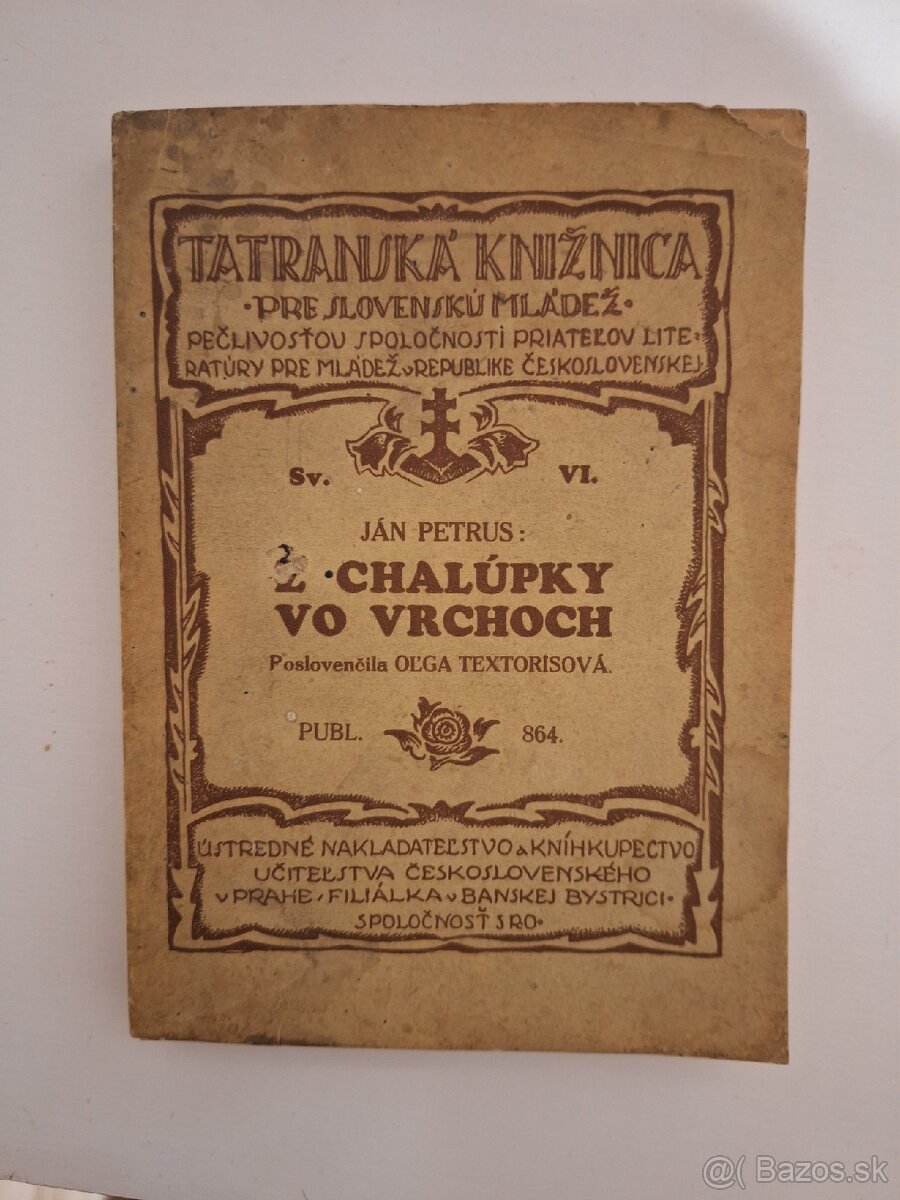 TATRANSKÁ KNIŽNICA
·PRE SLOVENSKÚ MLÁDEŽ·
PEČLIVOSŤOU SPOLOČNOSTI PRIATEĽOV LITE-
RATÚRY PRE MLÁDEŽ v REPUBLIKE ČESKOSLOVENSKEJ
Sv. VI.
JÁN PETRUS:
Z CHALÚPKY
VO VRCHOCH
Poslovenčila OĽGA TEXTORISOVÁ.
PUBL. 864.
ÚSTREDNÉ NAKLADATEĽSTVO a KNÍHKUPECTVO
UČITEĽSTVA ČESKOSLOVENSKÉHO
v PRAHE, FILIÁLKA v BANSKEJ BYSTRICI·
SPOLOČNOSŤ S RO·
@( Bazos.sk